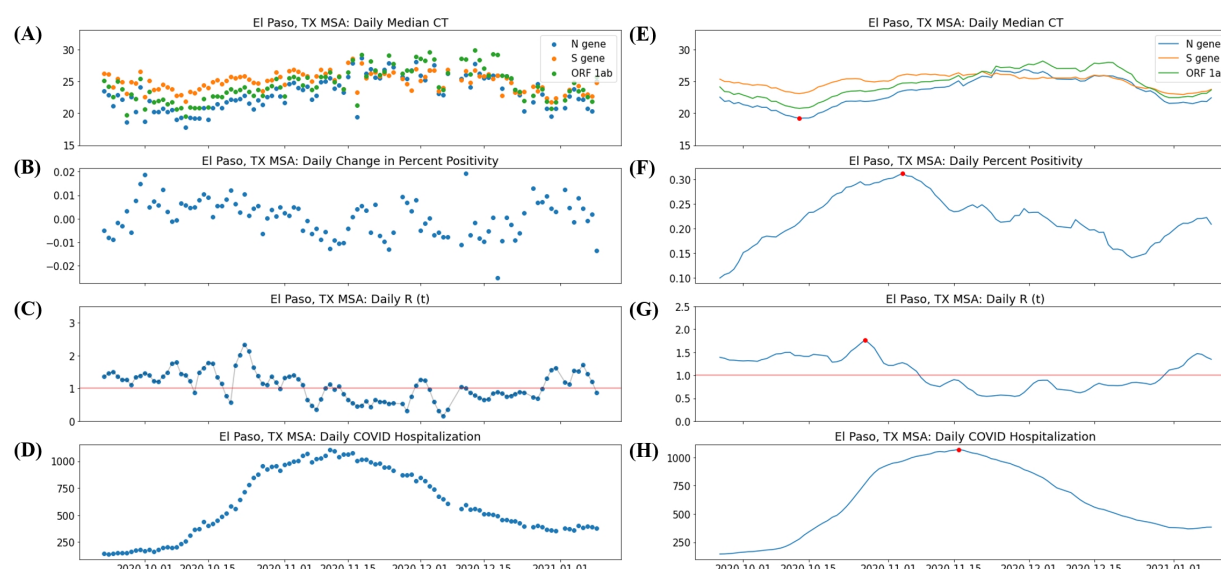 (A)
El Paso, TX MSA: Daily Median CT
30
25
20
15
N gene
S gene
ORF 1ab
(B)
El Paso, TX MSA: Daily Change in Percent Positivity
0.02
0.01
0.00
−0.01
−0.02
(C)
El Paso, TX MSA: Daily R (t)
3
2
1
0
(D)
El Paso, TX MSA: Daily COVID Hospitalization
1000
750
500
250
2020-10-01 2020-10-15 2020-11-01 2020-11-15 2020-12-01 2020-12-15 2021-01-01
(E)
El Paso, TX MSA: Daily Median CT
30
25
20
15
N gene
S gene
ORF 1ab
(F)
El Paso, TX MSA: Daily Percent Positivity
0.30
0.25
0.20
0.15
0.10
(G)
El Paso, TX MSA: Daily R (t)
2.5
2.0
1.5
1.0
0.5
0.0
(H)
El Paso, TX MSA: Daily COVID Hospitalization
1000
750
500
250
2020-10-01 2020-10-15 2020-11-01 2020-11-15 2020-12-01 2020-12-15 2021-01-01